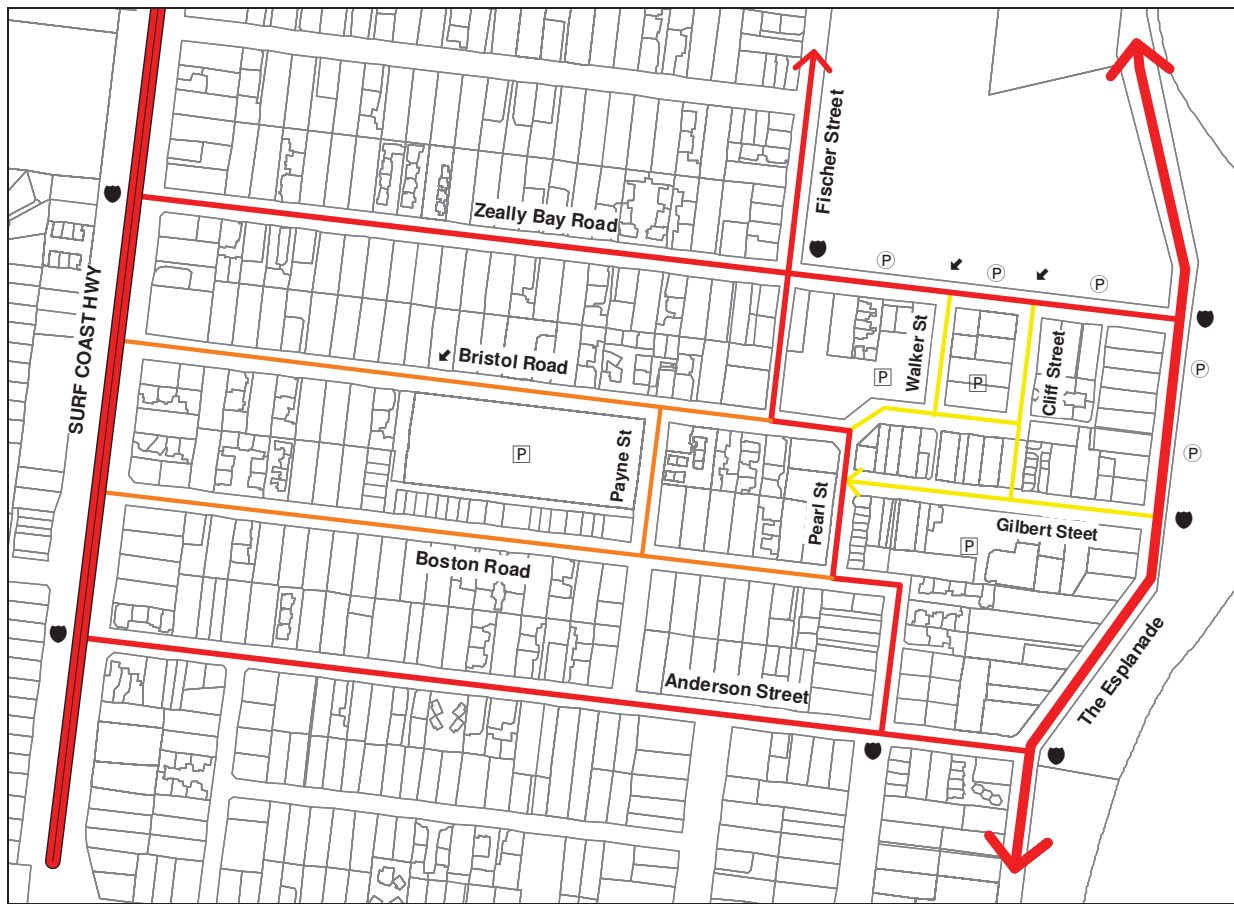 Fischer Street
Zeally Bay Road
P
P
P
SURF COAST HWY
Bristol Road
Walker St
Cliff Street
P
P
P
P
P
Payne St
Pearl St
P
Gilbert Steet
P
Boston Road
Anderson Street
The Esplanade